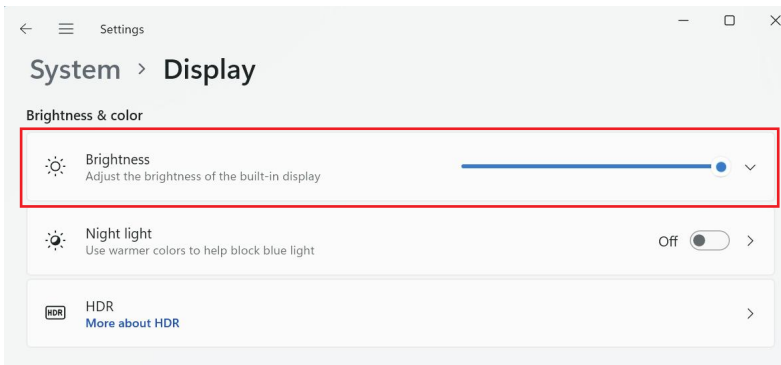 Settings
System > Display
Brightness & color
Brightness
Adjust the brightness of the built-in display
Night light
Use warmer colors to help block blue light
Off
HDR
HDR
More about HDR